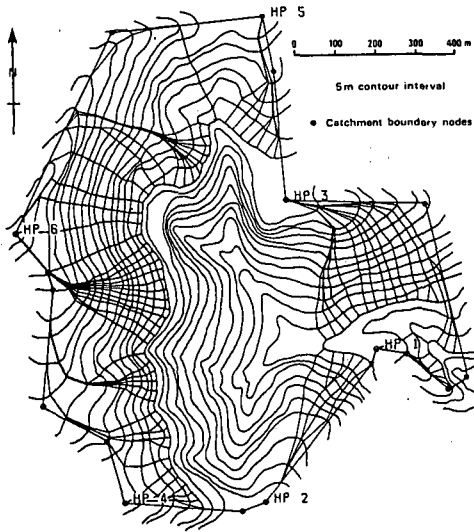 HP 5
0 100 200 300 400 m
N
5m contour interval
• Catchment boundary nodes
HP 3
HP 6
HP 1
HP 4
HP 2